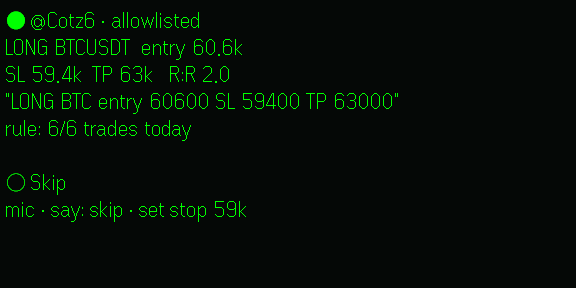 @Cotz6 · allowlisted
LONG BTCUSDT entry 60.6k
SL 59.4k TP 63k R:R 2.0
"LONG BTC entry 60600 SL 59400 TP 63000"
rule: 6/6 trades today
Skip
mic · say: skip · set stop 59k